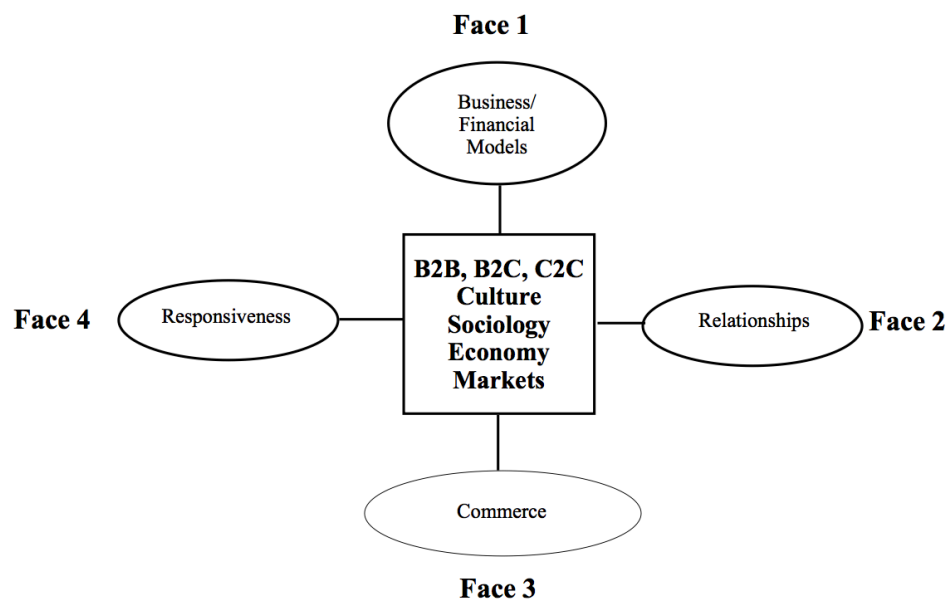 Face 1
Business/
Financial
Models
B2B, B2C, C2C
Culture
Sociology
Economy
Markets
Face 4
Responsiveness
Relationships
Face 2
Commerce
Face 3